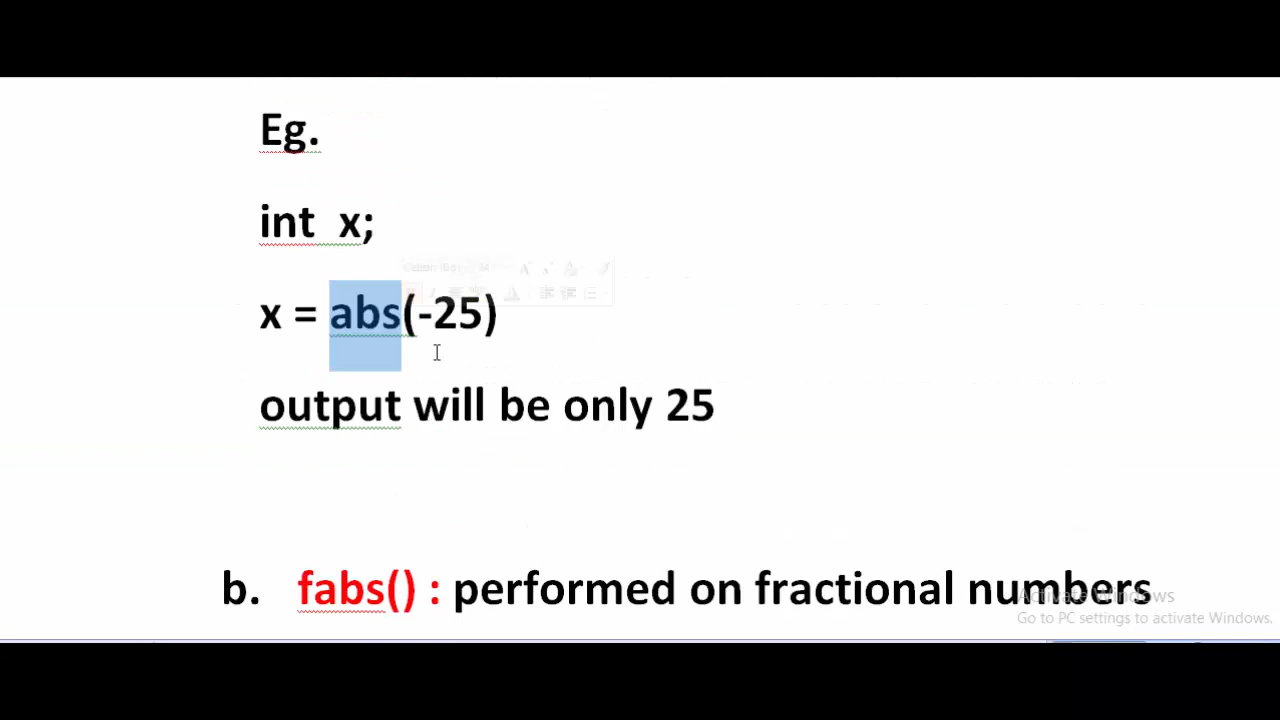 Eg.
int x;
x = abs(-25)
output will be only 25
b. fabs() : performed on fractional numbers
Activate Windows
Go to PC settings to activate Windows.